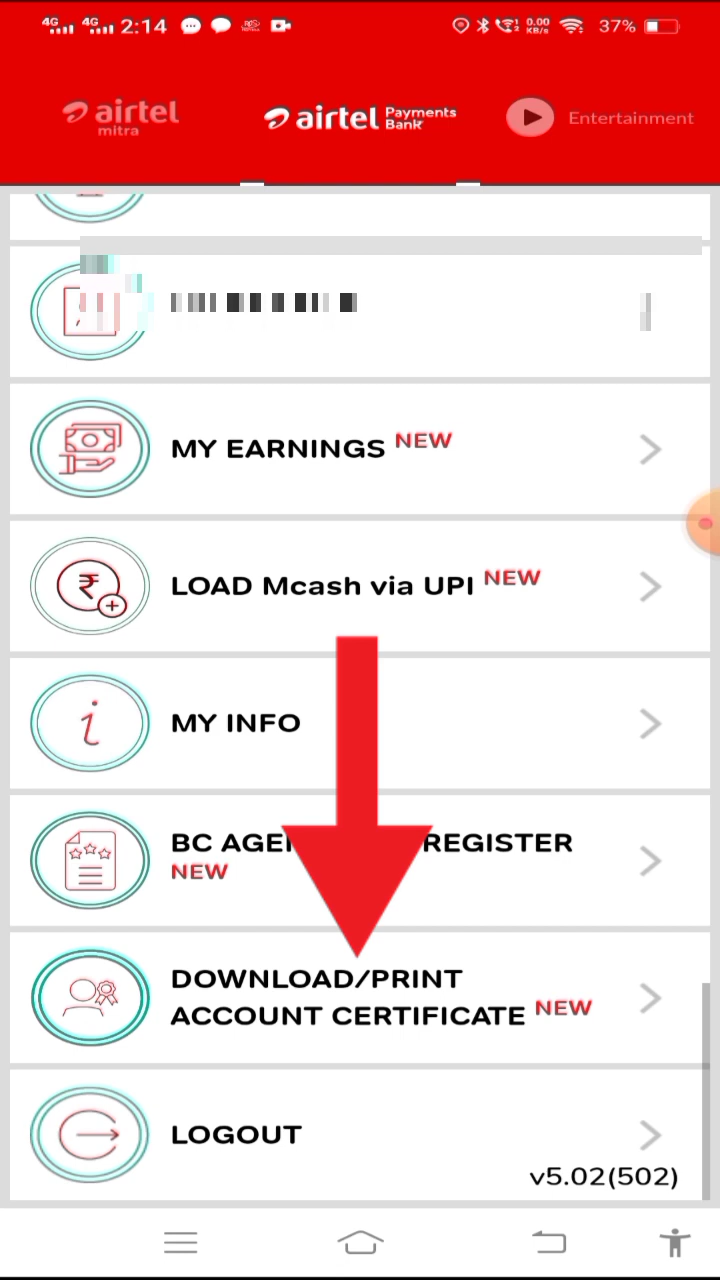 4G 4G 2:14 0.00 KB/s 37%
airtel mitra
airtel Payments Bank
Entertainment
MY EARNINGS NEW
LOAD Mcash via UPI NEW
MY INFO
BC REGISTER
NEW
DOWNLOAD/PRINT
ACCOUNT CERTIFICATE NEW
LOGOUT
v5.02(502)